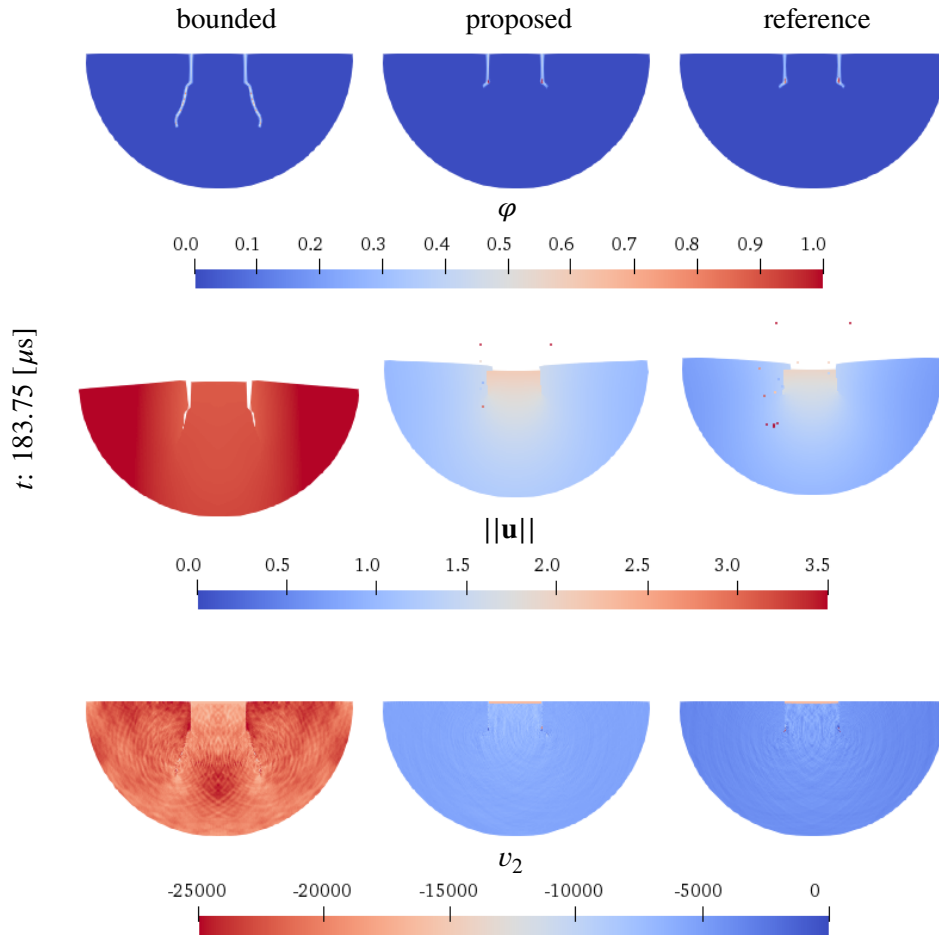 bounded proposed reference
φ
0.0 0.1 0.2 0.3 0.4 0.5 0.6 0.7 0.8 0.9 1.0
t: 183.75 [μs]
||u||
0.0 0.5 1.0 1.5 2.0 2.5 3.0 3.5
v₂
-25000 -20000 -15000 -10000 -5000 0